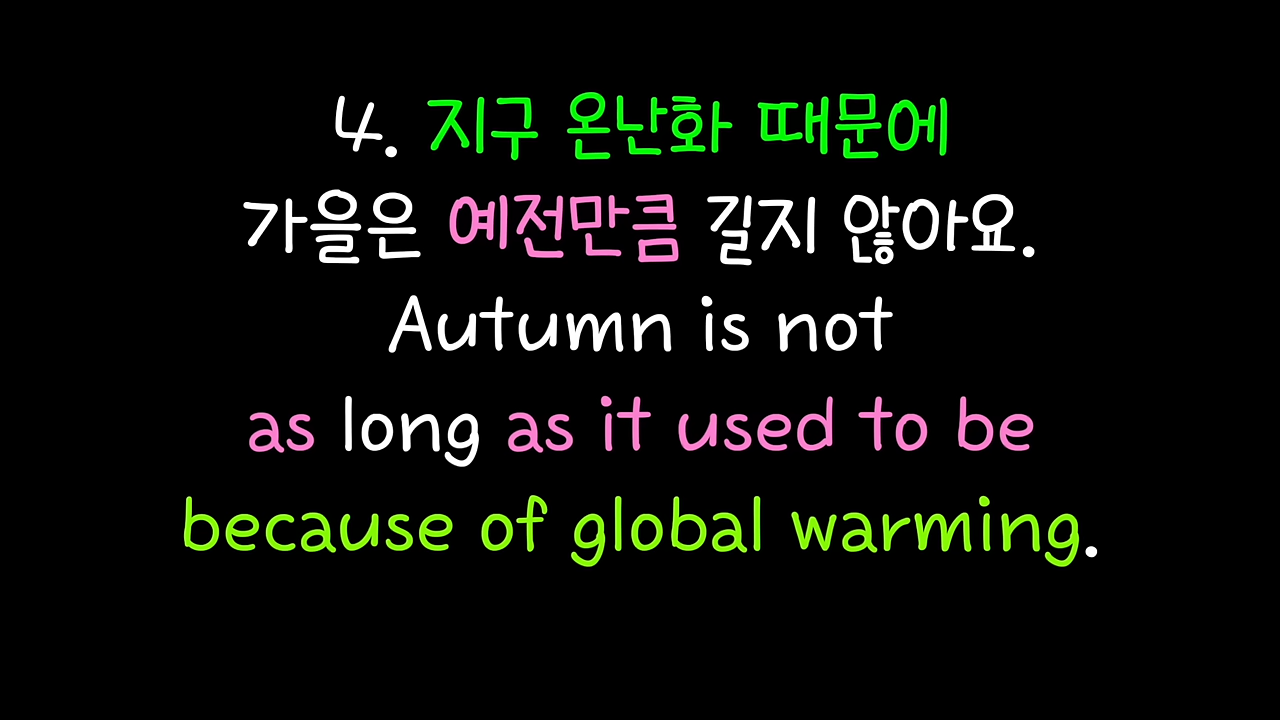 4. 지구 온난화 때문에
가을은 예전만큼 길지 않아요.
Autumn is not
as long as it used to be
because of global warming.